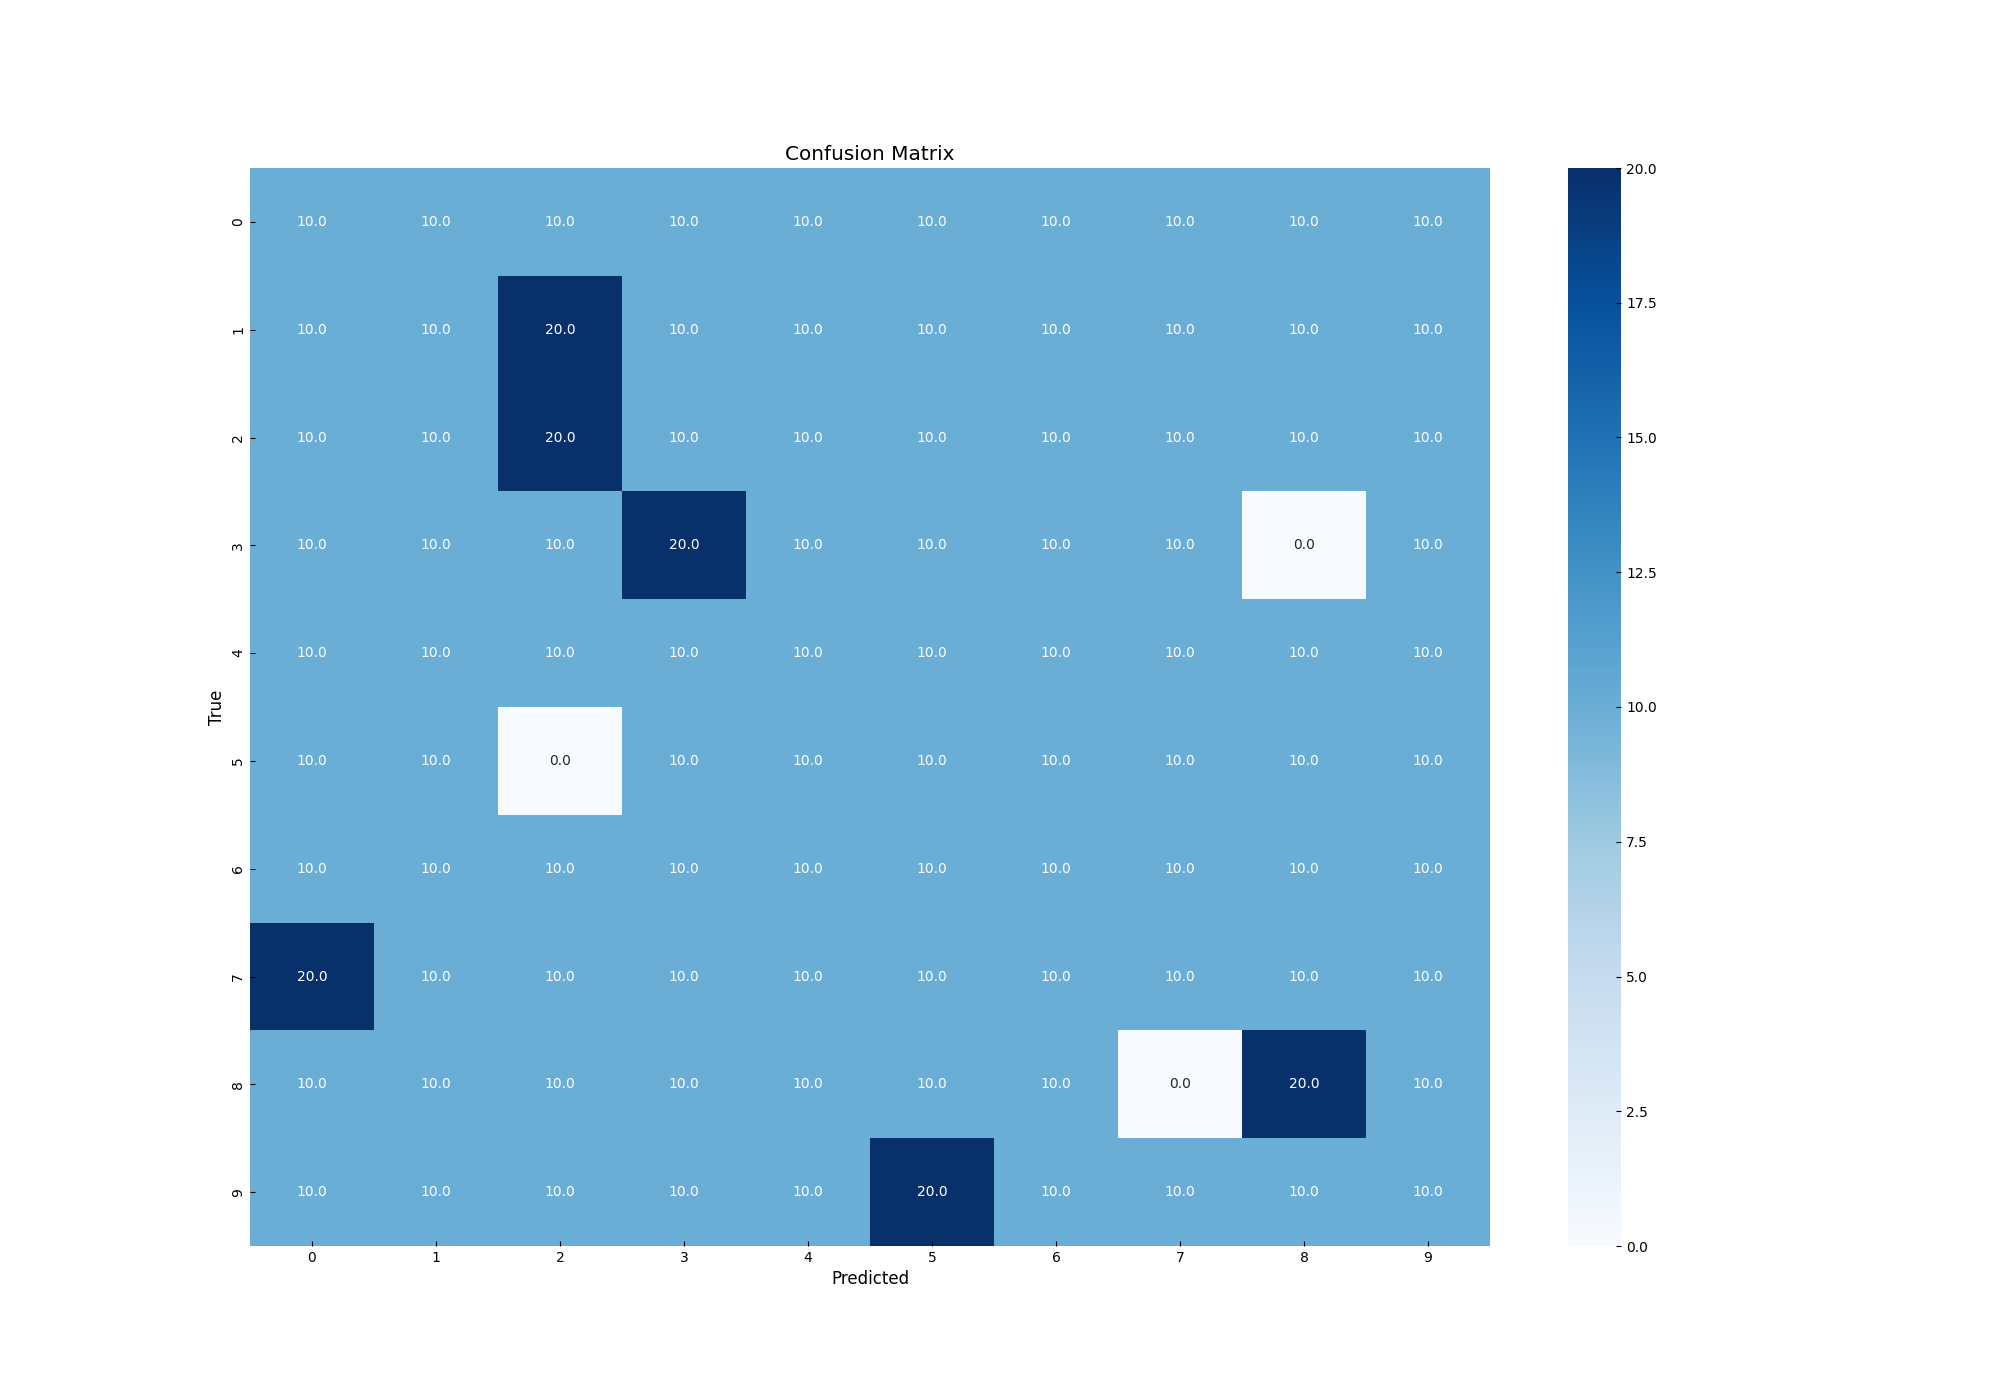 Confusion Matrix
0 10.0 10.0 10.0 10.0 10.0 10.0 10.0 10.0 10.0 10.0
1 10.0 10.0 20.0 10.0 10.0 10.0 10.0 10.0 10.0 10.0
2 10.0 10.0 20.0 10.0 10.0 10.0 10.0 10.0 10.0 10.0
3 10.0 10.0 10.0 20.0 10.0 10.0 10.0 10.0 0.0 10.0
4 10.0 10.0 10.0 10.0 10.0 10.0 10.0 10.0 10.0 10.0
True
5 10.0 10.0 0.0 10.0 10.0 10.0 10.0 10.0 10.0 10.0
6 10.0 10.0 10.0 10.0 10.0 10.0 10.0 10.0 10.0 10.0
7 20.0 10.0 10.0 10.0 10.0 10.0 10.0 10.0 10.0 10.0
8 10.0 10.0 10.0 10.0 10.0 10.0 10.0 0.0 20.0 10.0
9 10.0 10.0 10.0 10.0 10.0 20.0 10.0 10.0 10.0 10.0
0 1 2 3 4 5 6 7 8 9
Predicted
20.0
17.5
15.0
12.5
10.0
7.5
5.0
2.5
0.0